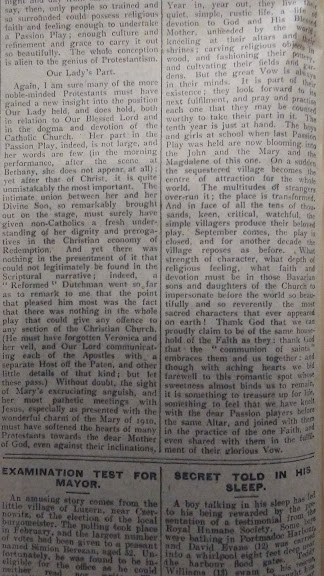 say, then, only people so trained and
so surrounded could possess religious
faith and feeling enough to undertake
a Passion Play; enough culture and
refinement and grace to carry it out
so beautifully. The whole conception
is alien to the genius of Protestantism.
Our Lady's Part.
Again, I am sure many of the more
noble-minded Protestants must have
gained a new insight into the position
Our Lady held, and does hold, both
in relation to Our Blessed Lord and
in the dogma and devotion of the
Catholic Church. Her part in the
Passion Play, indeed, is not large, and
her words are few (in the morning
performance, after the scene at
Bethany, she does not appear, at all);
yet after that of Christ, it is quite
unmistakably the most important. The
intimate union between her and her
Divine Son, so remarkably brought
out on the stage, must surely have
given non-Catholics a fresh under-
standing of her dignity and preroga-
tives in the Christian economy of
Redemption. And yet there was
nothing in the presentment of it that
could not legitimately be found in the
Scriptural narrative; indeed, a
"Reformed" Dutchman went so far
as to remark to me that the point
that pleased him most was the fact
that there was nothing in the whole
play that could give offence to
any section of the Christian Church.
(He must have forgotten Veronica and
her veil, and Our Lord communicat-
ing each of the Apostles with a
separate Host off the Paten, and other
little details of that kind; but let
these pass.) Without doubt, the sight
of Mary's excruciating anguish, and
her most pathetic meetings with
Jesus, especially as presented with the
wonderful charm of the Mary of 1930,
must have softened the hearts of many
Protestants towards the dear Mother
of God, even against their inclinations.
EXAMINATION TEST FOR
MAYOR.
An amusing story comes from the
little village of Luzern, near
election of the local
burgomeister. The polling took place
in February, and the largest number
of votes had been given to a peasant
named Simion Berevan, aged 52. Un-
fortunately, he was found to be in-
eligible for the office as he could
Year in, year out, they live
quiet, simple, rustic life, a life of
devotion to God and His Blessed
Mother, unheeded by the world,
kneeling at their altars and
shrines; carving religious objects in
wood, and fashioning their pottery,
and cultivating their fields and
dens. But the great Vow is always
in their minds. It is part of their
existence; they look forward to its
next fulfilment, and pray and practice
each one that they may be counted
worthy to take their part in it. The
tenth year is just at hand. The boys
and girls at school when last Passion
Play was held are now blooming into
the John and the Mary and the
Magdalene of this one. On a sudden
the sequestered village becomes the
centre of attraction for the whole
world. The multitudes of strangers
over-run it; the place is transformed.
And in face of all the tens of thou-
sands, keen, critical, watchful, the
simple villagers produce their beloved
play. September comes, the play is
closed, and for another decade the
village reposes as before. What
strength of character, what depth of
religious feeling, what faith and
devotion must be in those Bavarian
sons and daughters of the Church to
impersonate before the world so beau-
tifully and so reverently the most
sacred characters that ever appeared
on earth! Thank God that we can
proudly claim to be of the same house-
hold of the Faith as they: thank God
that the "communion of saints"
embraces them and us together: and
though with aching hearts we bid
farewell to this romantic spot whose
sweetness almost binds us to remain,
it is something to treasure up for life,
something to feel that we have knelt
with the dear Passion players before
the same Altar, and joined with them
in the practice of the one Faith, and
even shared with them in the fulfil-
ment of their glorious Vow.
SECRET TOLD IN HIS
SLEEP.
A boy talking in his sleep has led
to his being rewarded by the pre-
sentation of a testimonial from the
Royal Humane Society. Some boys
were bathing in Portmadoc Harbour,
and David Evans (12) was
into a whirlpool eight feet deep
the harbour flood gates.
Williams (13) swam to his rescue